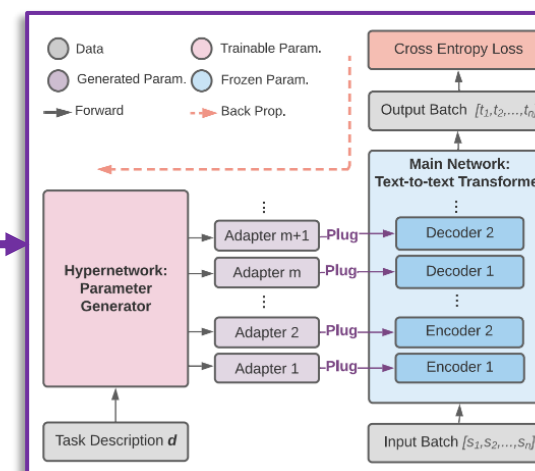 Data
Trainable Param.
Generated Param.
Frozen Param.
Forward
Back Prop.
Cross Entropy Loss
Output Batch [t1,t2,...,tn]
Main Network:
Text-to-text Transforme
Hypernetwork:
Parameter
Generator
Adapter m+1
Plug
Decoder 2
Adapter m
Plug
Decoder 1
Adapter 2
Plug
Encoder 2
Adapter 1
Plug
Encoder 1
Task Description d
Input Batch [s1,s2,...,sn]